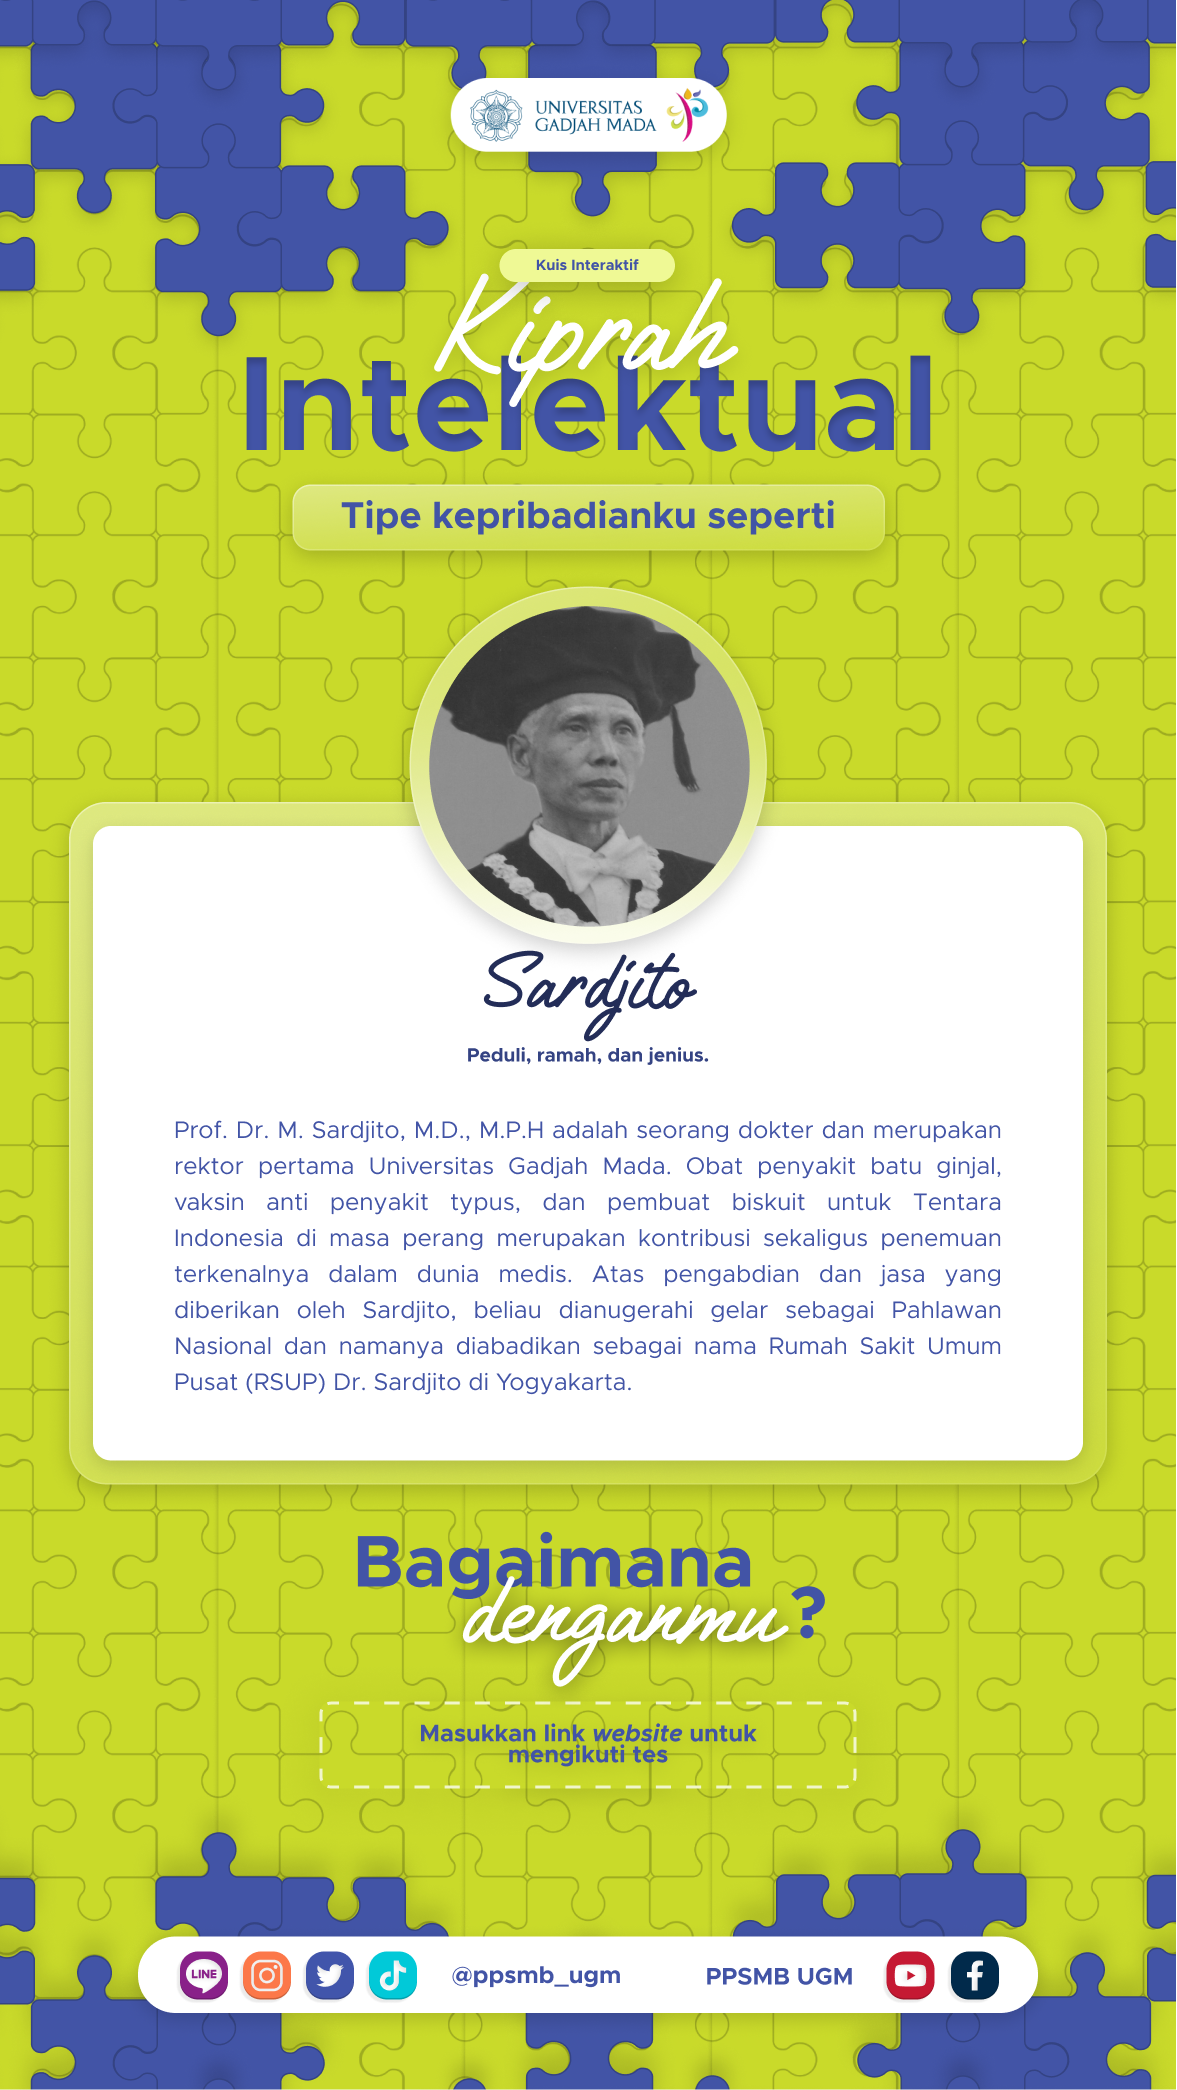 UNIVERSITAS
GADJAH MADA
Kuis Interaktif
Kiprah
Intelektual
Tipe kepribadianku seperti
Sardjito
Peduli, ramah, dan jenius.
Prof. Dr. M. Sardjito, M.D., M.P.H adalah seorang dokter dan merupakan
rektor pertama Universitas Gadjah Mada. Obat penyakit batu ginjal,
vaksin anti penyakit typus, dan pembuat biskuit untuk Tentara
Indonesia di masa perang merupakan kontribusi sekaligus penemuan
terkenalnya dalam dunia medis. Atas pengabdian dan jasa yang
diberikan oleh Sardjito, beliau dianugerahi gelar sebagai Pahlawan
Nasional dan namanya diabadikan sebagai nama Rumah Sakit Umum
Pusat (RSUP) Dr. Sardjito di Yogyakarta.
Bagaimana
denganmu?
Masukkan link website untuk
mengikuti tes
LINE @ppsmb_ugm PPSMB UGM